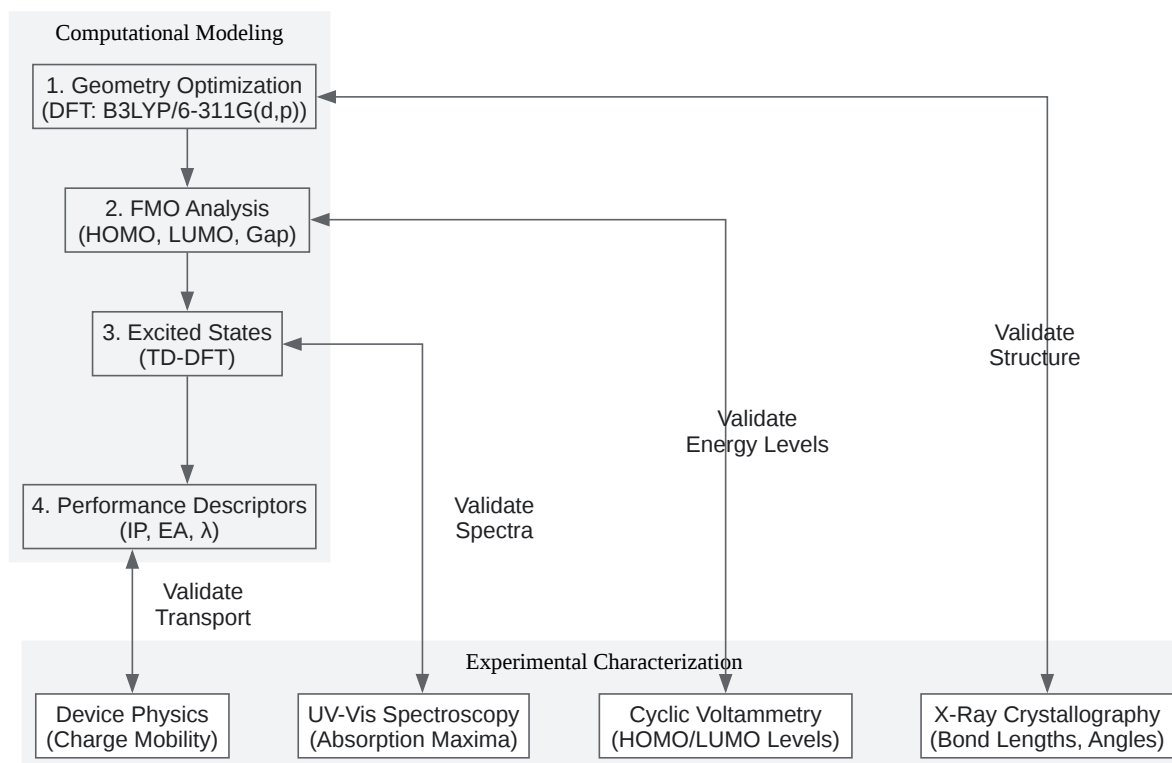 Computational Modeling
1. Geometry Optimization
(DFT: B3LYP/6-311G(d,p))
2. FMO Analysis
(HOMO, LUMO, Gap)
3. Excited States
(TD-DFT)
Validate
Structure
Validate
Energy Levels
4. Performance Descriptors
(IP, EA, λ)
Validate
Spectra
Validate
Transport
Experimental Characterization
Device Physics
(Charge Mobility)
UV-Vis Spectroscopy
(Absorption Maxima)
Cyclic Voltammetry
(HOMO/LUMO Levels)
X-Ray Crystallography
(Bond Lengths, Angles)